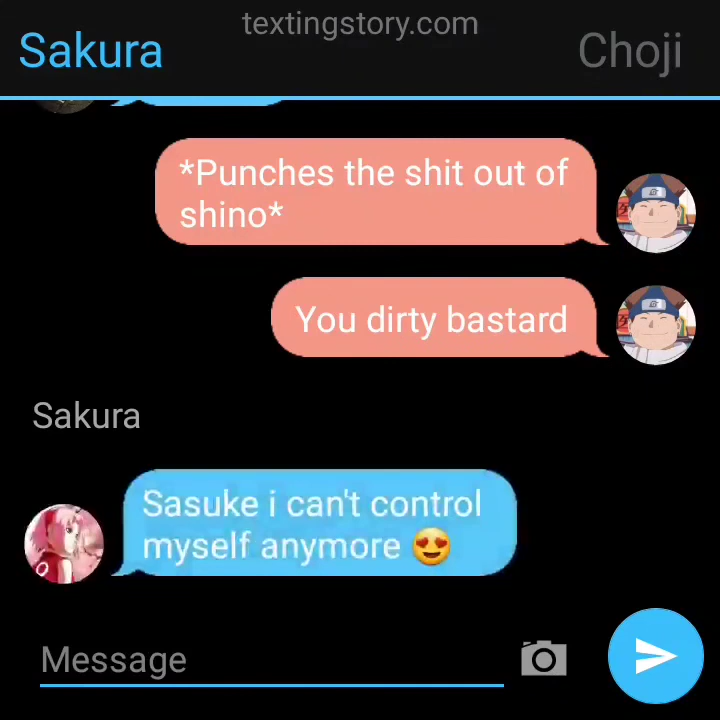 textingstory.com
Sakura
Choji
*Punches the shit out of
shino*
You dirty bastard
Sakura
Sasuke i can't control
myself anymore 😍
Message